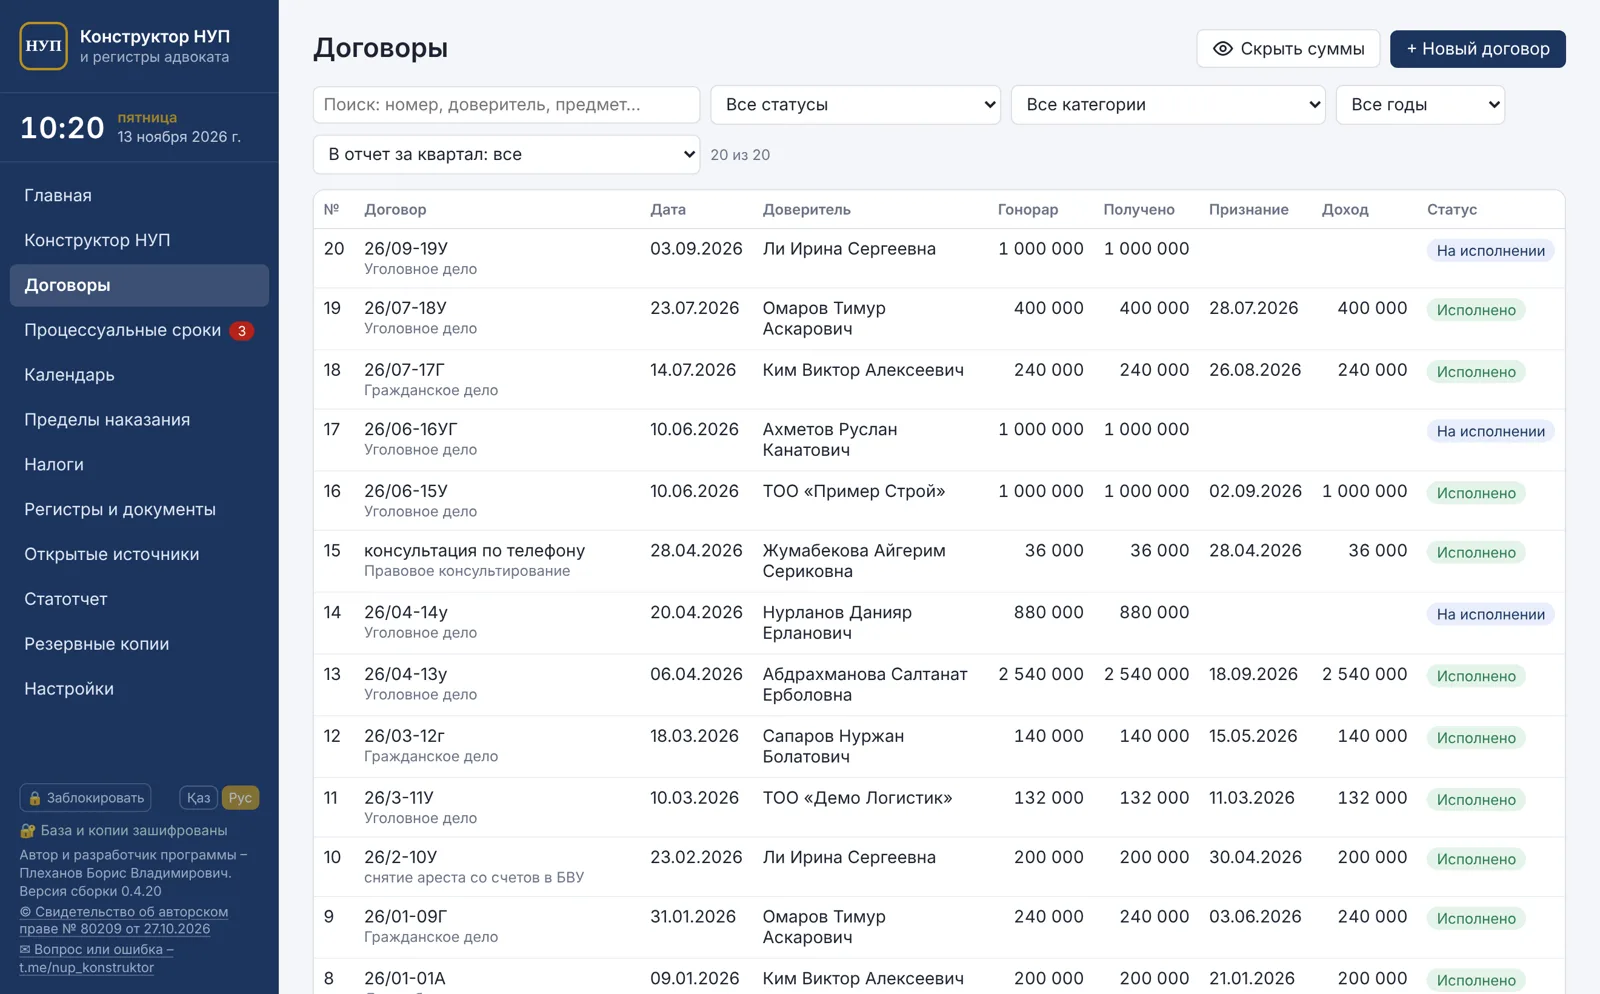 НУП
Конструктор НУП
и регистры адвоката
10:20
пятница
13 ноября 2026 г.
Главная
Конструктор НУП
Договоры
Процессуальные сроки 3
Календарь
Пределы наказания
Налоги
Регистры и документы
Открытые источники
Статотчет
Резервные копии
Настройки
Заблокировать
Қаз Рус
База и копии зашифрованы
Автор и разработчик программы –
Плеханов Борис Владимирович.
Версия сборки 0.4.20
© Свидетельство об авторском
праве № 80209 от 27.10.2026
✉ Вопрос или ошибка –
t.me/nup_konstruktor
Договоры
Скрыть суммы
+ Новый договор
Поиск: номер, доверитель, предмет...
Все статусы
Все категории
Все годы
В отчет за квартал: все
20 из 20
№ Договор Дата Доверитель Гонорар Получено Признание Доход Статус
20 26/09-19У 03.09.2026 Ли Ирина Сергеевна 1 000 000 1 000 000 На исполнении
Уголовное дело
19 26/07-18У 23.07.2026 Омаров Тимур 400 000 400 000 28.07.2026 400 000 Исполнено
Уголовное дело Аскарович
18 26/07-17Г 14.07.2026 Ким Виктор Алексеевич 240 000 240 000 26.08.2026 240 000 Исполнено
Гражданское дело
17 26/06-16УГ 10.06.2026 Ахметов Руслан 1 000 000 1 000 000 На исполнении
Уголовное дело Канатович
16 26/06-15У 10.06.2026 ТОО «Пример Строй» 1 000 000 1 000 000 02.09.2026 1 000 000 Исполнено
Уголовное дело
15 консультация по телефону 28.04.2026 Жумабекова Айгерим 36 000 36 000 28.04.2026 36 000 Исполнено
Правовое консультирование Сериковна
14 26/04-14у 20.04.2026 Нурланов Данияр 880 000 880 000 На исполнении
Уголовное дело Ерланович
13 26/04-13у 06.04.2026 Абдрахманова Салтанат 2 540 000 2 540 000 18.09.2026 2 540 000 Исполнено
Уголовное дело Ерболовна
12 26/03-12г 18.03.2026 Сапаров Нуржан 140 000 140 000 15.05.2026 140 000 Исполнено
Гражданское дело Болатович
11 26/3-11У 10.03.2026 ТОО «Демо Логистик» 132 000 132 000 11.03.2026 132 000 Исполнено
Уголовное дело
10 26/2-10У 23.02.2026 Ли Ирина Сергеевна 200 000 200 000 30.04.2026 200 000 Исполнено
снятие ареста со счетов в БВУ
9 26/01-09Г 31.01.2026 Омаров Тимур 240 000 240 000 03.06.2026 240 000 Исполнено
Гражданское дело Аскарович
8 26/01-01А 09.01.2026 Ким Виктор Алексеевич 200 000 200 000 21.01.2026 200 000 Исполнено